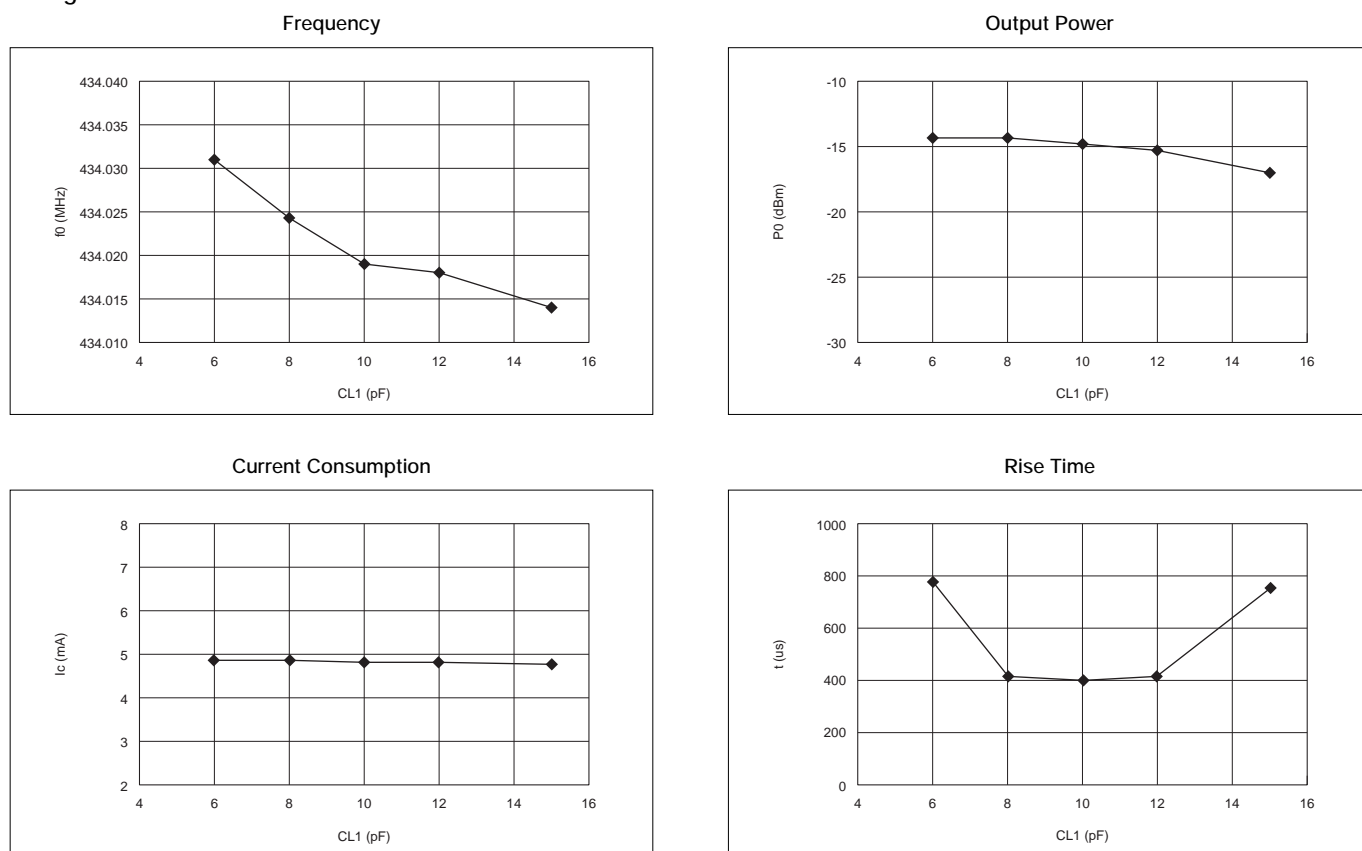 Frequency
434.040
434.035
434.030
434.025
434.020
434.015
434.010
f0 (MHz)
4 6 8 10 12 14 16
CL1 (pF)
Output Power
-10
-15
-20
-25
-30
P0 (dBm)
4 6 8 10 12 14 16
CL1 (pF)
Current Consumption
8
7
6
5
4
3
2
Ic (mA)
4 6 8 10 12 14 16
CL1 (pF)
Rise Time
1000
800
600
400
200
0
t (us)
4 6 8 10 12 14 16
CL1 (pF)